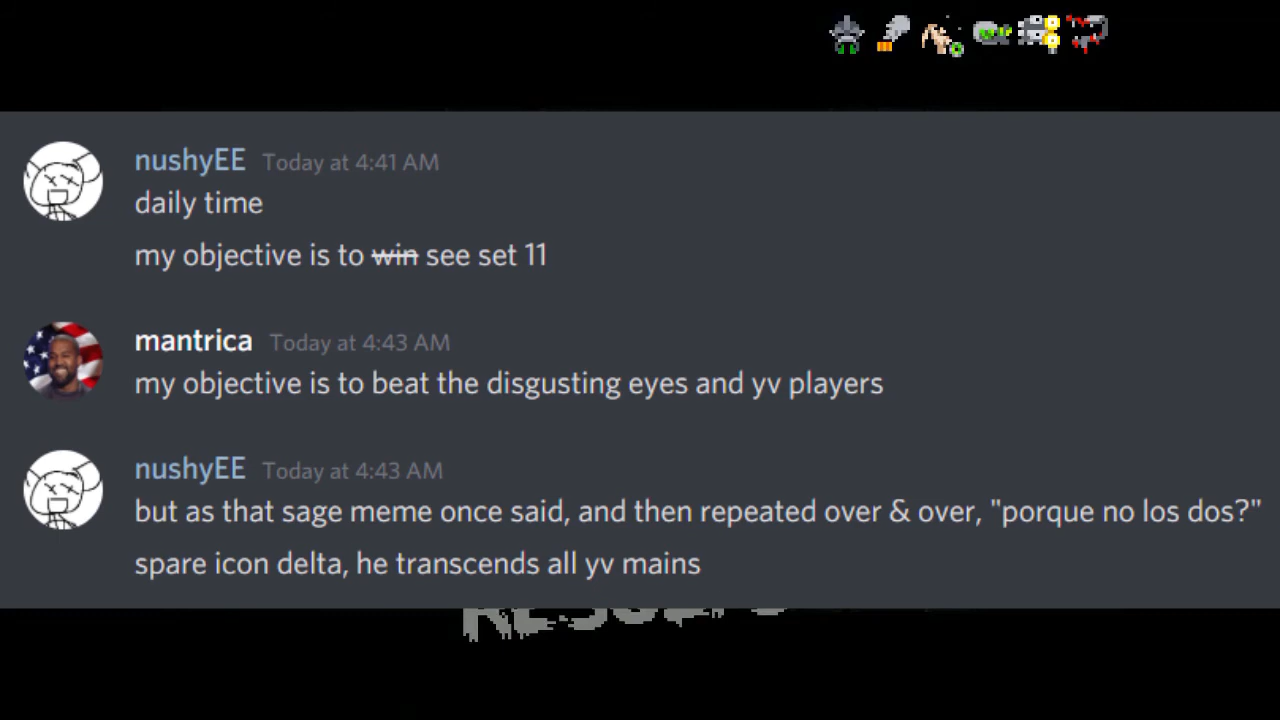 nushyEE Today at 4:41 AM
daily time
my objective is to win see set 11
mantrica Today at 4:43 AM
my objective is to beat the disgusting eyes and yv players
nushyEE Today at 4:43 AM
but as that sage meme once said, and then repeated over & over, "porque no los dos?"
spare icon delta, he transcends all yv mains